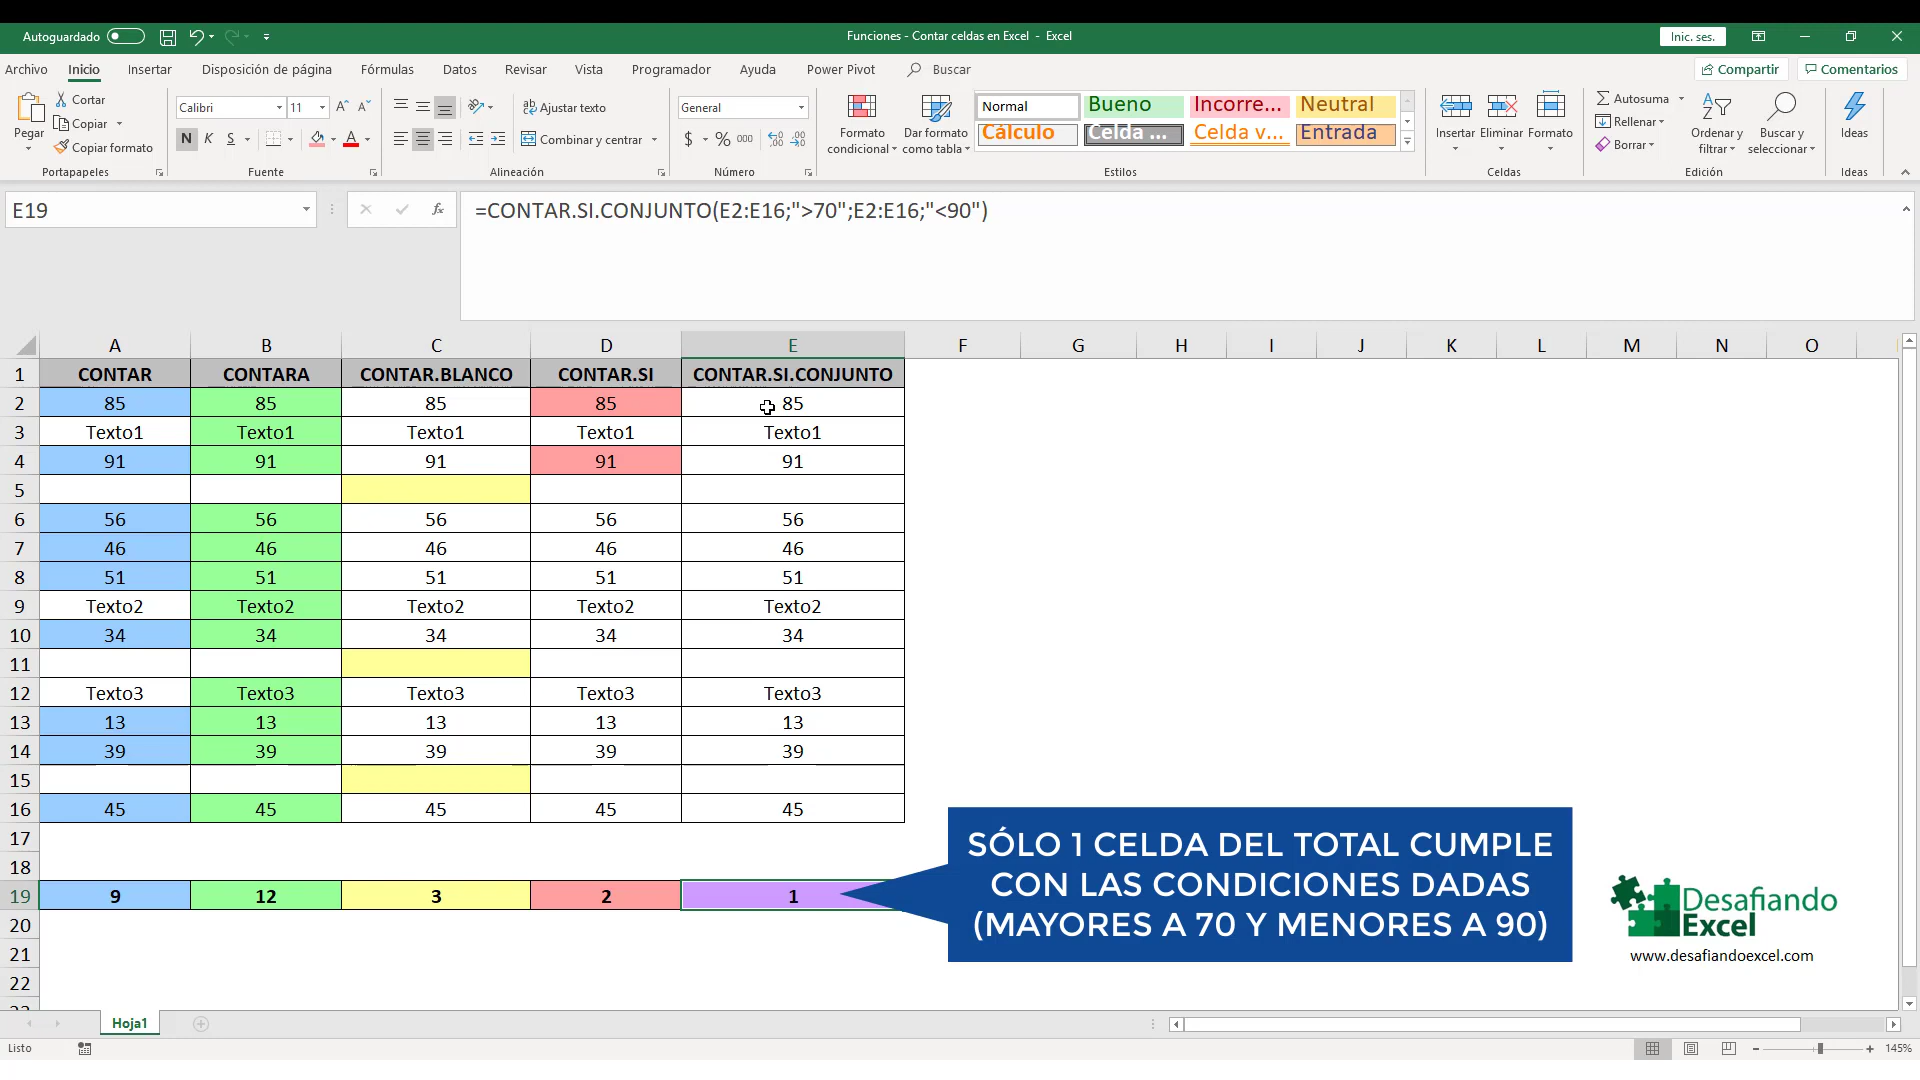 Autoguardado
Funciones - Contar celdas en Excel - Excel
Inic. ses.
Archivo Inicio Insertar Disposición de página Fórmulas Datos Revisar Vista Programador Ayuda Power Pivot Buscar Compartir Comentarios
Pegar
Cortar
Copiar
Copiar formato
Portapapeles
Calibri 11
N K S
Fuente
Ajustar texto
Combinar y centrar
Alineación
General
$ % 000
Número
Formato condicional
Dar formato como tabla
Normal Bueno Incorre... Neutral
Cálculo Celda ... Celda v... Entrada
Estilos
Insertar Eliminar Formato
Celdas
Autosuma
Rellenar
Borrar
Ordenar y filtrar
Buscar y seleccionar
Edición
Ideas
Ideas
E19 fx =CONTAR.SI.CONJUNTO(E2:E16;">70";E2:E16;"<90")
A B C D E F G H I J K L M N O
1 CONTAR CONTARA CONTAR.BLANCO CONTAR.SI CONTAR.SI.CONJUNTO
2 85 85 85 85 85
3 Texto1 Texto1 Texto1 Texto1 Texto1
4 91 91 91 91 91
5
6 56 56 56 56 56
7 46 46 46 46 46
8 51 51 51 51 51
9 Texto2 Texto2 Texto2 Texto2 Texto2
10 34 34 34 34 34
11
12 Texto3 Texto3 Texto3 Texto3 Texto3
13 13 13 13 13 13
14 39 39 39 39 39
15
16 45 45 45 45 45
17
18
19 9 12 3 2 1
20
21
22
SÓLO 1 CELDA DEL TOTAL CUMPLE
CON LAS CONDICIONES DADAS
(MAYORES A 70 Y MENORES A 90)
Desafiando
Excel
www.desafiandoexcel.com
Hoja1
Listo
145%